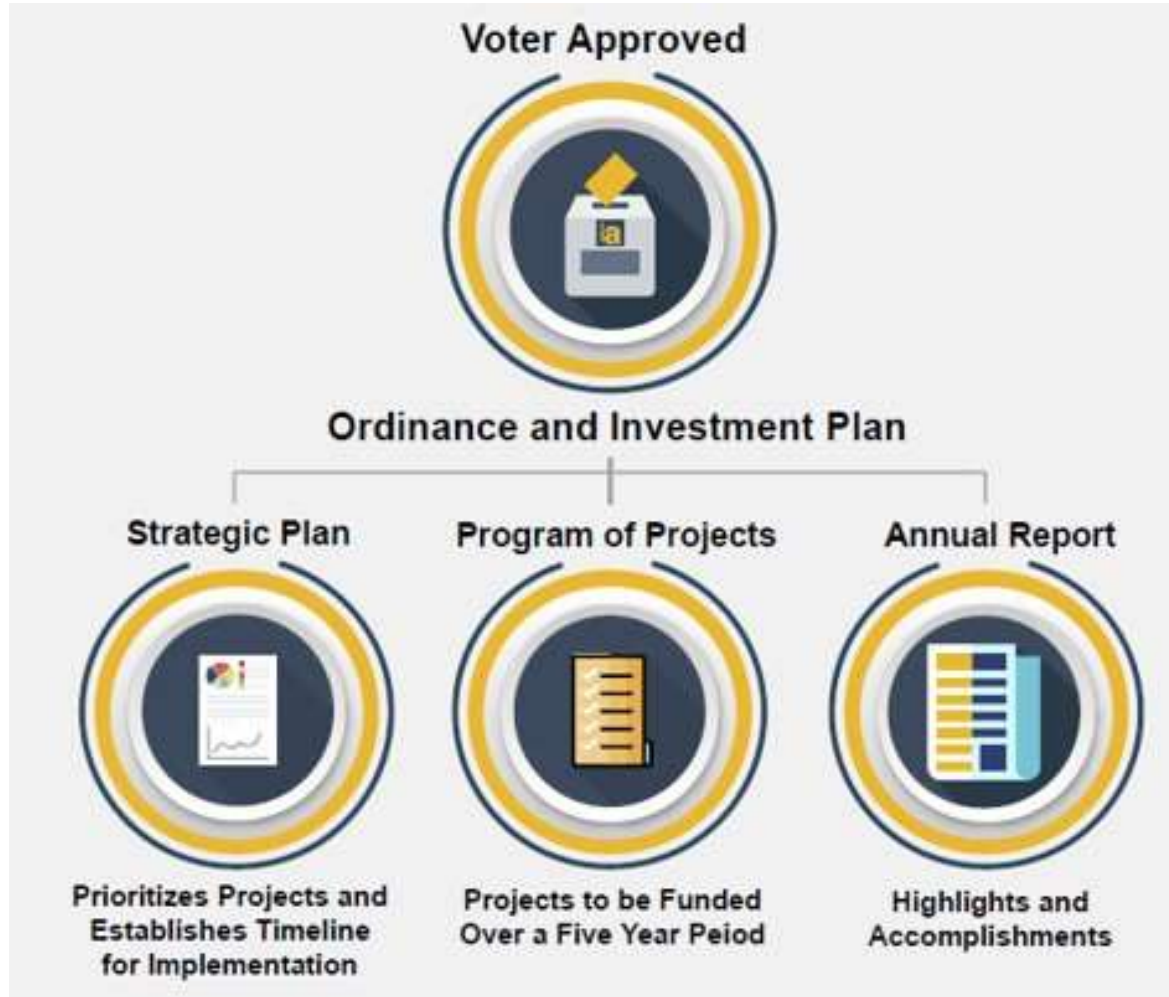 Voter Approved
a
Ordinance and Investment Plan
Strategic Plan
Program of Projects
Annual Report
Prioritizes Projects and
Establishes Timeline
for Implementation
Projects to be Funded
Over a Five Year Peiod
Highlights and
Accomplishments